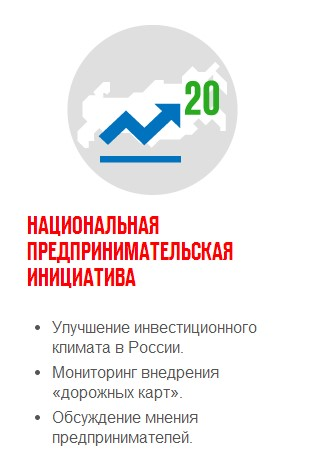 20
НАЦИОНАЛЬНАЯ
ПРЕДПРИНИМАТЕЛЬСКАЯ
ИНИЦИАТИВА
• Улучшение инвестиционного
климата в России.
• Мониторинг внедрения
«дорожных карт».
• Обсуждение мнения
предпринимателей.